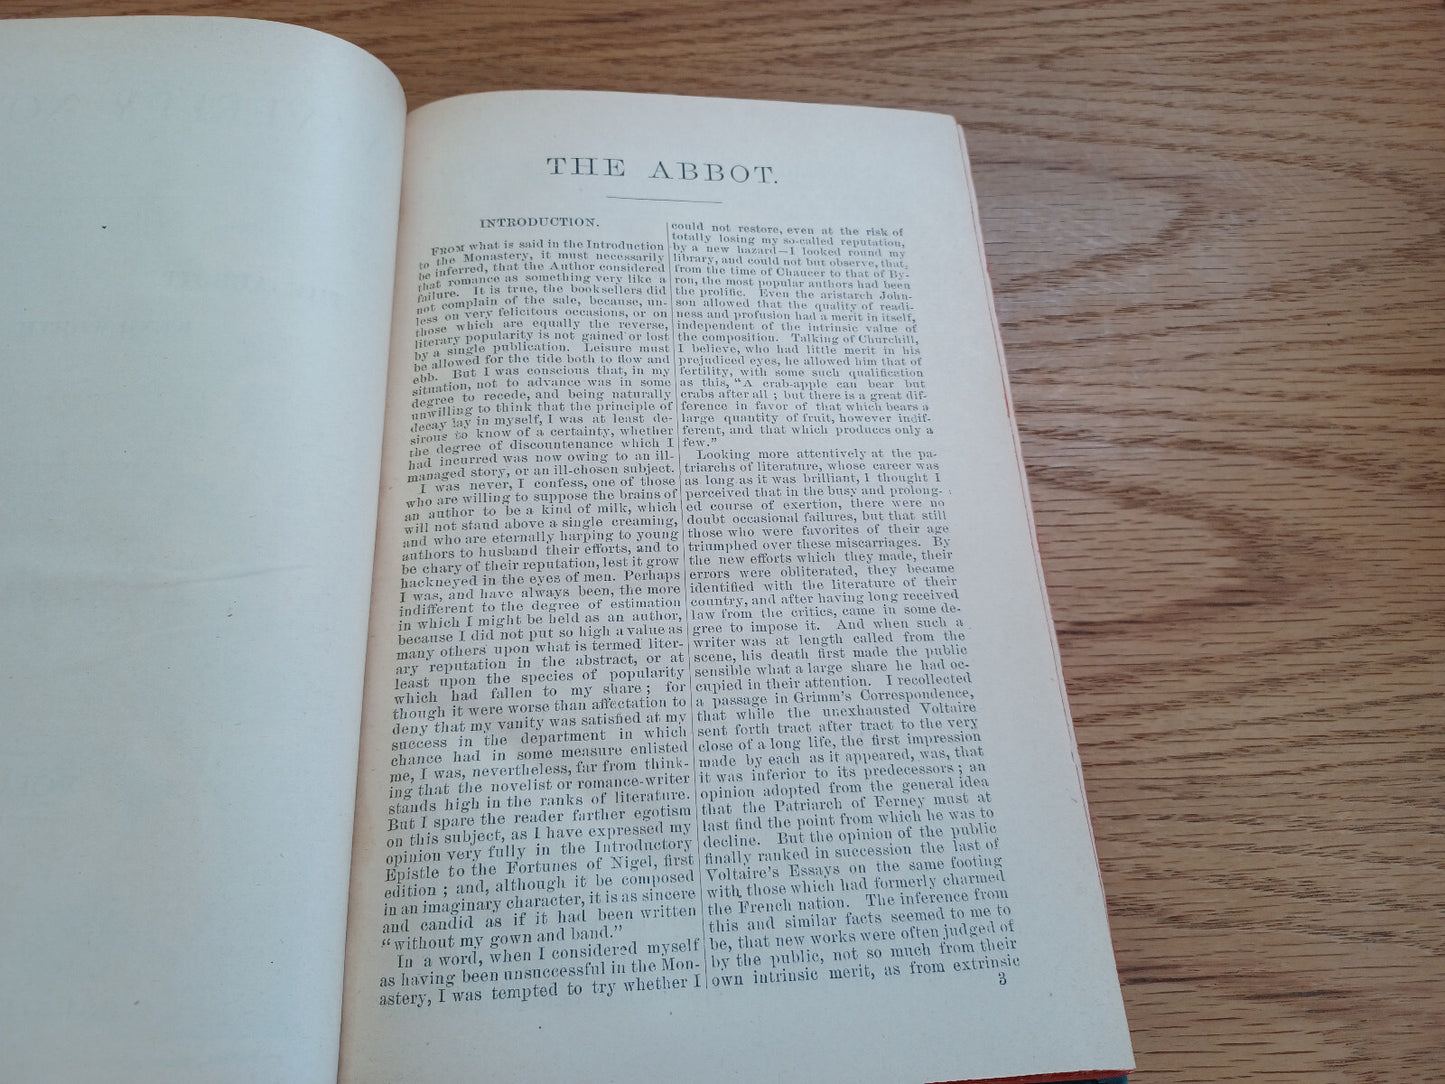 THE ABBOT.
INTRODUCTION.
FROM what is said in the Introduction
to the Monastery, it must necessarily
be inferred, that the Author considered
that romance as something very like a
failure. It is true, the booksellers did
not complain of the sale, because, un-
less on very felicitous occasions, or on
those which are equally the reverse,
literary popularity is not gained or lost
by a single publication. Leisure must
be allowed for the tide both to flow and
ebb. But I was conscious that, in my
situation, not to advance was in some
degree to recede, and being naturally
unwilling to think that the principle of
decay lay in myself, I was at least de-
sirous to know of a certainty, whether
the degree of discountenance which I
had incurred was now owing to an ill-
managed story, or an ill-chosen subject.
I was never, I confess, one of those
who are willing to suppose the brains of
an author to be a kind of milk, which
will not stand above a single creaming,
and who are eternally harping to young
authors to husband their efforts, and to
be chary of their reputation, lest it grow
hackneyed in the eyes of men. Perhaps
I was, and have always been, the more
indifferent to the degree of estimation
in which I might be held as an author,
because I did not put so high a value as
many others upon what is termed liter-
ary reputation in the abstract, or at
least upon the species of popularity
which had fallen to my share; for
though it were worse than affectation to
deny that my vanity was satisfied at my
success in the department in which
chance had in some measure enlisted
me, I was, nevertheless, far from think-
ing that the novelist or romance-writer
stands high in the ranks of literature.
But I spare the reader farther egotism
on this subject, as I have expressed my
opinion very fully in the Introductory
Epistle to the Fortunes of Nigel, first
edition; and, although it be composed
in an imaginary character, it is as sincere
and candid as if it had been written
"without my gown and band."
In a word, when I considered myself
as having been unsuccessful in the Mon-
astery, I was tempted to try whether I
could not restore, even at the risk of
totally losing my so-called reputation,
by a new hazard—I looked round my
library, and could not but observe, that,
from the time of Chaucer to that of By-
ron, the most popular authors had been
the prolific. Even the aristarch John-
son allowed that the quality of readi-
ness and profusion had a merit in itself,
independent of the intrinsic value of
the composition. Talking of Churchill,
I believe, who had little merit in his
prejudiced eyes, he allowed him that of
fertility, with some such qualification
as this, "A crab-apple can bear but
crabs after all; but there is a great dif-
ference in favor of that which bears a
large quantity of fruit, however indif-
ferent, and that which produces only a
few."
Looking more attentively at the pa-
triarchs of literature, whose career was
as long as it was brilliant, I thought I
perceived that in the busy and prolong-
ed course of exertion, there were no
doubt occasional failures, but that still
those who were favorites of their age
triumphed over these miscarriages. By
the new efforts which they made, their
errors were obliterated, they became
identified with the literature of their
country, and after having long received
law from the critics, came in some de-
gree to impose it. And when such a
writer was at length called from the
scene, his death first made the public
sensible what a large share he had oc-
cupied in their attention. I recollected
a passage in Grimm's Correspondence,
that while the unexhausted Voltaire
sent forth tract after tract to the very
close of a long life, the first impression
made by each as it appeared, was, that
it was inferior to its predecessors; an
opinion adopted from the general idea
that the Patriarch of Ferney must at
last find the point from which he was to
decline. But the opinion of the public
finally ranked in succession the last of
Voltaire's Essays on the same footing
with those which had formerly charmed
the French nation. The inference from
this and similar facts seemed to me to
be, that new works were often judged of
by the public, not so much from their
own intrinsic merit, as from extrinsic
3